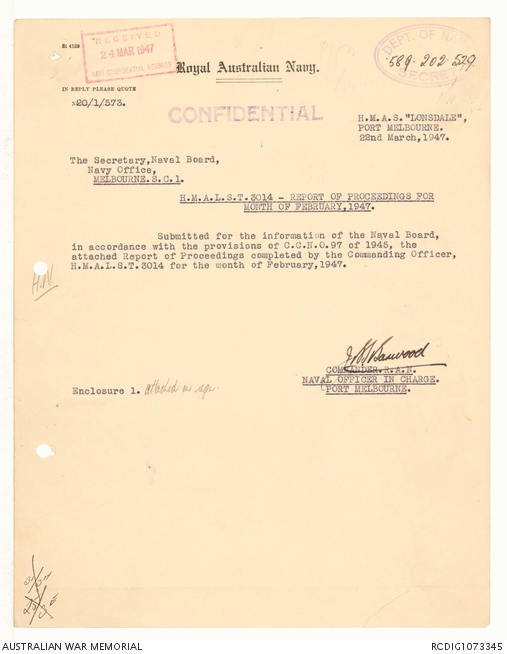 RECEIVED
24 MAR 1947
NAVY CONFIDENTIAL RECORDS
DEPT. OF NAVY
589-202-529
SECRET
Royal Australian Navy.
IN REPLY PLEASE QUOTE
20/1/573.
CONFIDENTIAL
H.M.A.S. "LONSDALE",
PORT MELBOURNE.
22nd March, 1947.
The Secretary,Naval Board,
Navy Office,
MELBOURNE.S.C.1.
H.M.A.L.S.T.3014 - REPORT OF PROCEEDINGS FOR
MONTH OF FEBRUARY,1947.
Submitted for the information of the Naval Board,
in accordance with the provisions of C.C.N.O.97 of 1945, the
attached Report of Proceedings completed by the Commanding Officer,
H.M.A.L.S.T.3014 for the month of February,1947.
COMMANDER.R.A.N.
NAVAL OFFICER IN CHARGE.
PORT MELBOURNE.
Enclosure 1. attached
AUSTRALIAN WAR MEMORIAL
RCDIG1073345